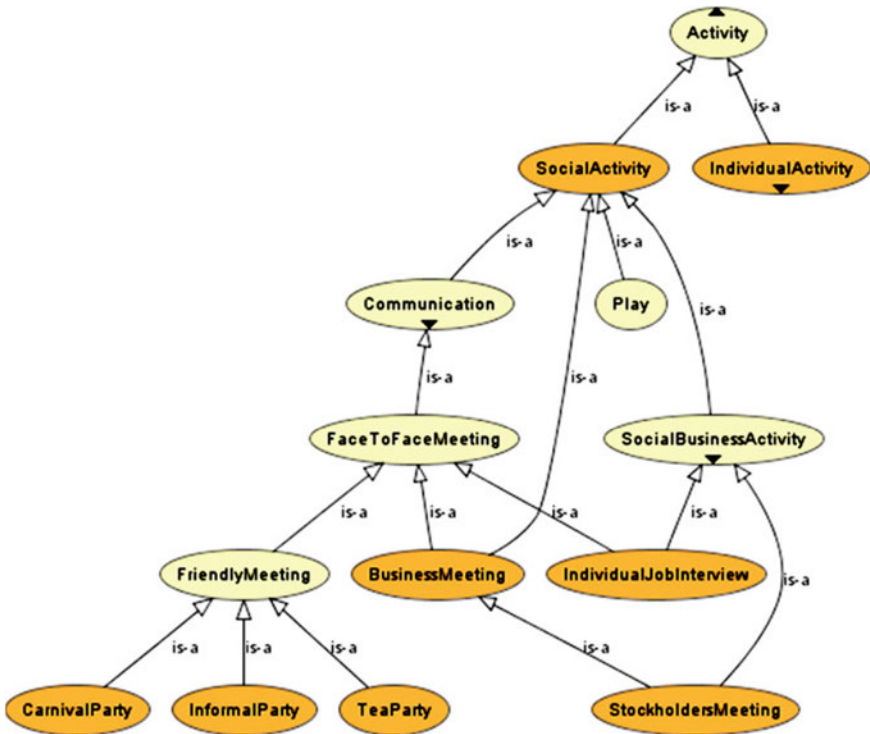 Activity
is-a
is-a
SocialActivity
IndividualActivity
is-a
is-a
Communication
Play
is-a
is-a
is-a
FaceToFaceMeeting
SocialBusinessActivity
is-a
is-a
is-a
is-a
FriendlyMeeting
BusinessMeeting
IndividualJobInterview
is-a
is-a
is-a
is-a
is-a
CarnivalParty
InformalParty
TeaParty
StockholdersMeeting